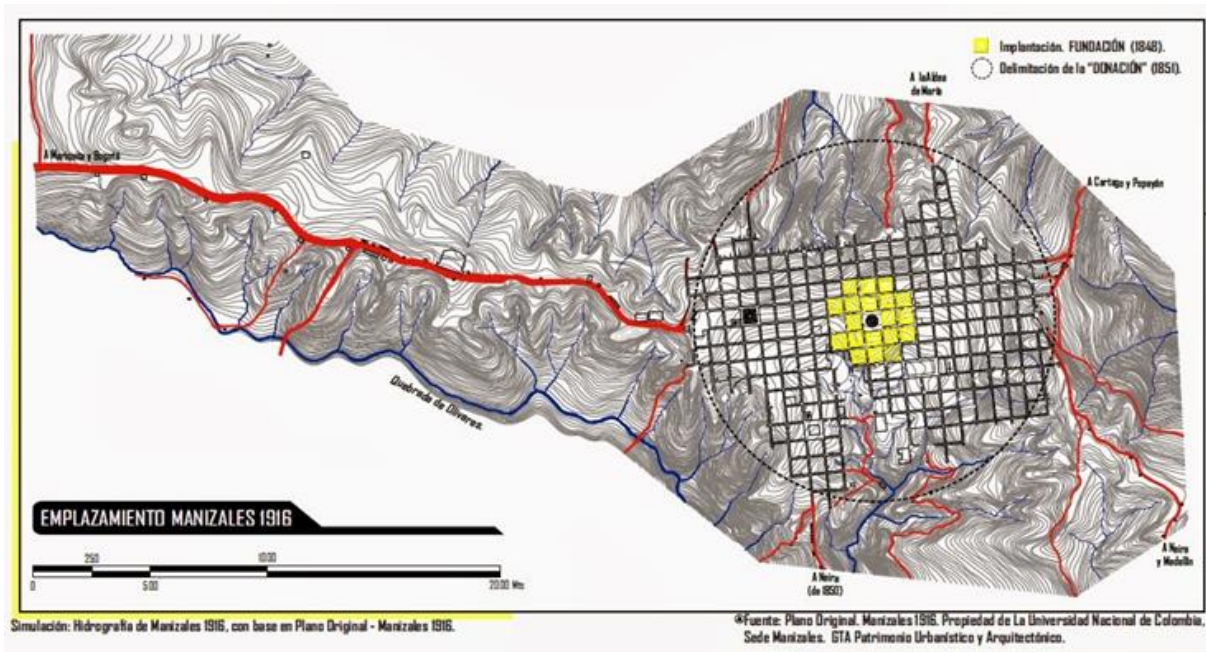 Implantación. FUNDACIÓN (1848).
Delimitación de la "DONACIÓN" (1851).
A la Aldea
de María
A Mariquita y Bogotá
A Cartago y Popayán
Quebrada de Olivares.
EMPLAZAMIENTO MANIZALES 1916
250
1000
0
500
2000 Mts
A Neira
(de 1850)
A Neira
y Medellín
Simulación: Hidrografía de Manizales 1916, con base en Plano Original - Manizales 1916.
Fuente: Plano Original. Manizales 1916. Propiedad de La Universidad Nacional de Colombia,
Sede Manizales. GTA Patrimonio Urbanístico y Arquitectónico.